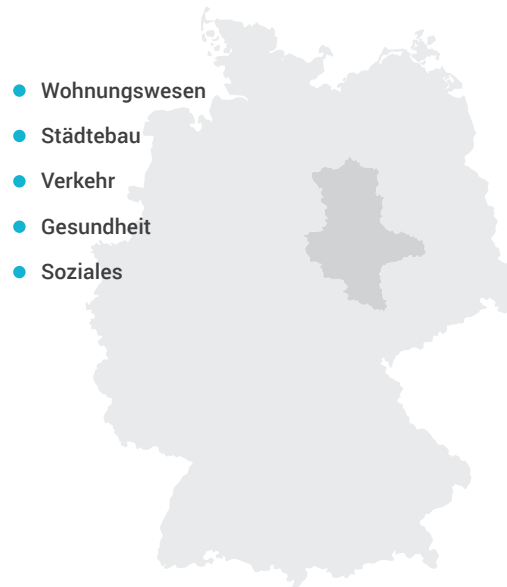 Wohnungswesen
Städtebau
Verkehr
Gesundheit
Soziales